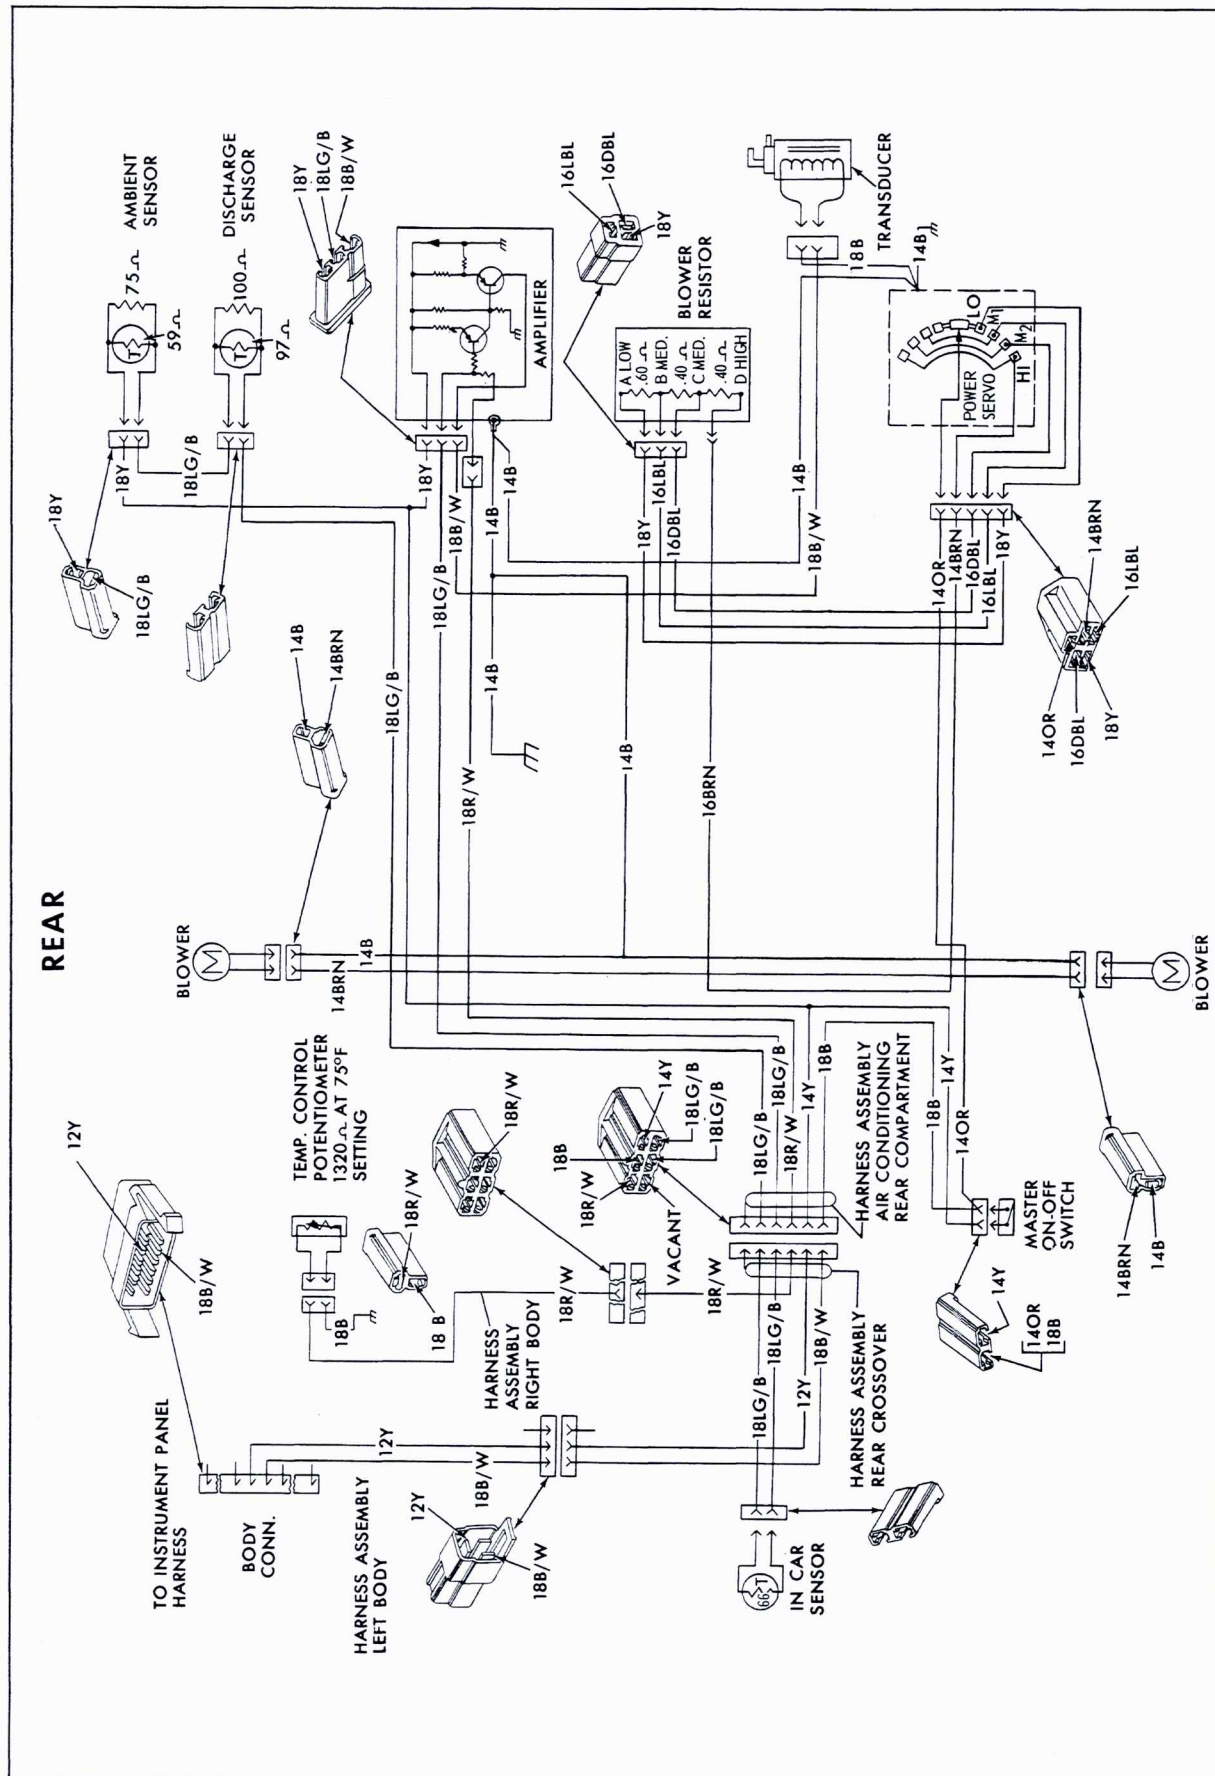 REAR
TO INSTRUMENT PANEL
HARNESS
BODY
CONN.
HARNESS ASSEMBLY
LEFT BODY
12Y
18B/W
12Y
18B/W
12Y
18B/W
TEMP. CONTROL
POTENTIOMETER
1320Ω AT 75°F
SETTING
18B
18R/W
18 B
HARNESS
ASSEMBLY
RIGHT BODY
18R/W
18R/W
18R/W
BLOWER
M
14BRN
14B
14B
14BRN
18Y
18LG/B
18Y
18LG/B
T
75Ω
59Ω
AMBIENT
SENSOR
T
100Ω
97Ω
DISCHARGE
SENSOR
18Y
18LG/B
18B/W
AMPLIFIER
18Y
18LG/B
18B/W
18LG/B
18R/W
14B
14B
14B
14B
16LBL
16DBL
18Y
BLOWER
RESISTOR
A LOW
.60Ω
B MED.
.40Ω
C MED.
.40Ω
D HIGH
18Y
16LBL
16DBL
16BRN
14B
18B/W
TRANSDUCER
18B
14B
POWER
SERVO
LO
M1
M2
HI
14OR
14BRN
16DBL
16LBL
18Y
14BRN
16LBL
14OR
16DBL
18Y
18R/W
18B
14Y
18LG/B
18LG/B
VACANT
18LG/B
18LG/B
18R/W
14Y
18B
HARNESS ASSEMBLY
AIR CONDITIONING
REAR COMPARTMENT
18LG/B
18LG/B
12Y
18B/W
HARNESS ASSEMBLY
REAR CROSSOVER
66
T
IN CAR
SENSOR
18B
14Y
14OR
MASTER
ON-OFF
SWITCH
14Y
14OR
18B
14BRN
14B
M
BLOWER